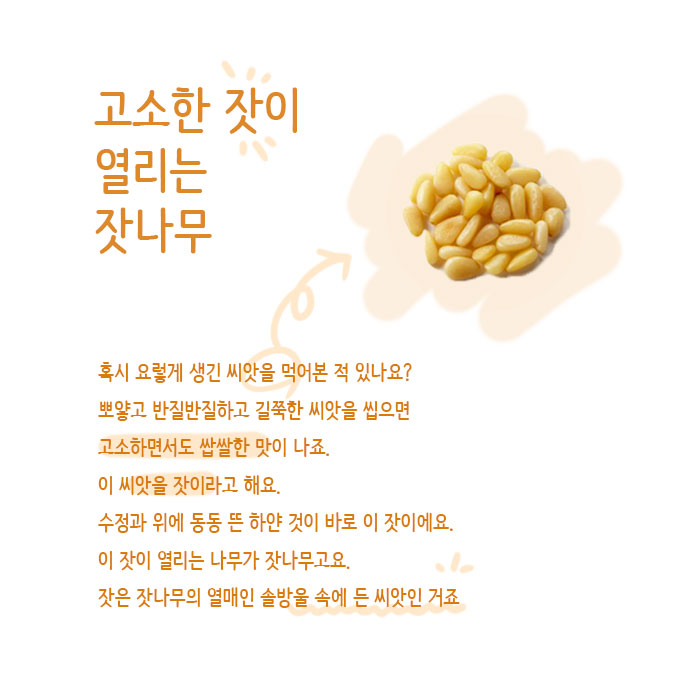 고소한 잣이
열리는
잣나무
혹시 요렇게 생긴 씨앗을 먹어본 적 있나요?
뽀얗고 반질반질하고 길쭉한 씨앗을 씹으면
고소하면서도 쌉쌀한 맛이 나죠.
이 씨앗을 잣이라고 해요.
수정과 위에 동동 뜬 하얀 것이 바로 이 잣이에요.
이 잣이 열리는 나무가 잣나무고요.
잣은 잣나무의 열매인 솔방울 속에 든 씨앗인 거죠